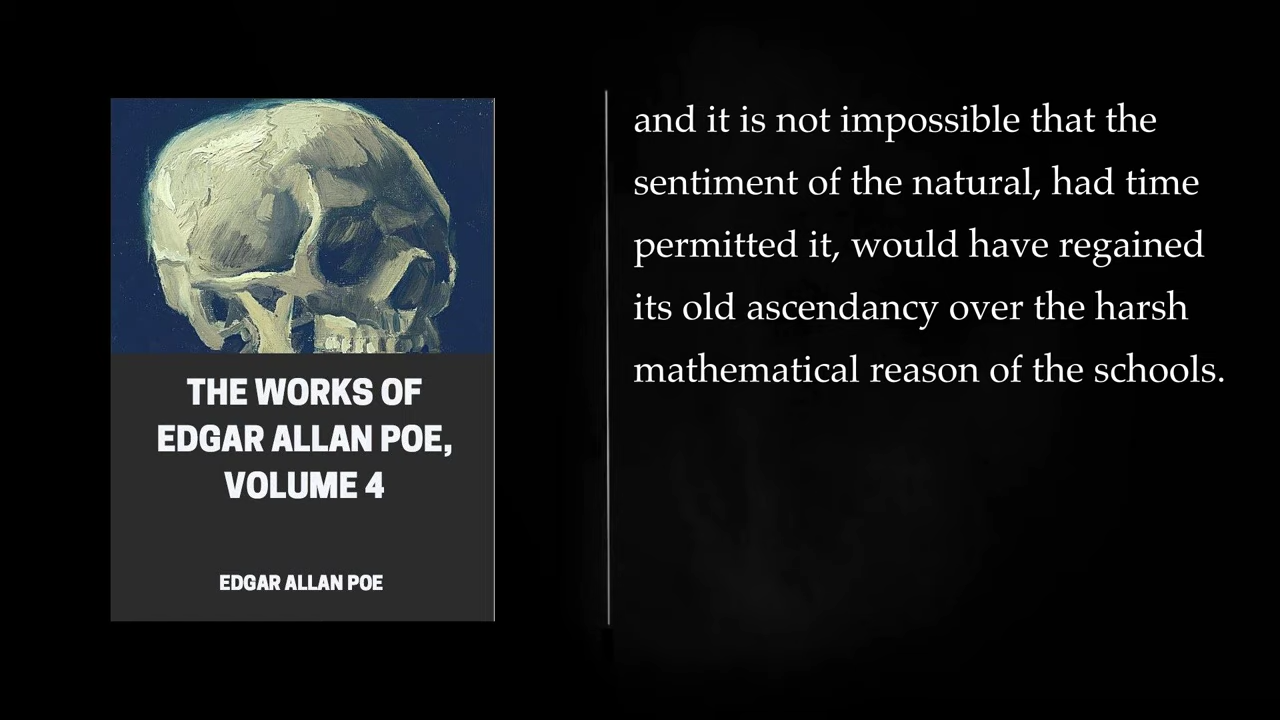 THE WORKS OF
EDGAR ALLAN POE,
VOLUME 4
EDGAR ALLAN POE
and it is not impossible that the
sentiment of the natural, had time
permitted it, would have regained
its old ascendancy over the harsh
mathematical reason of the schools.